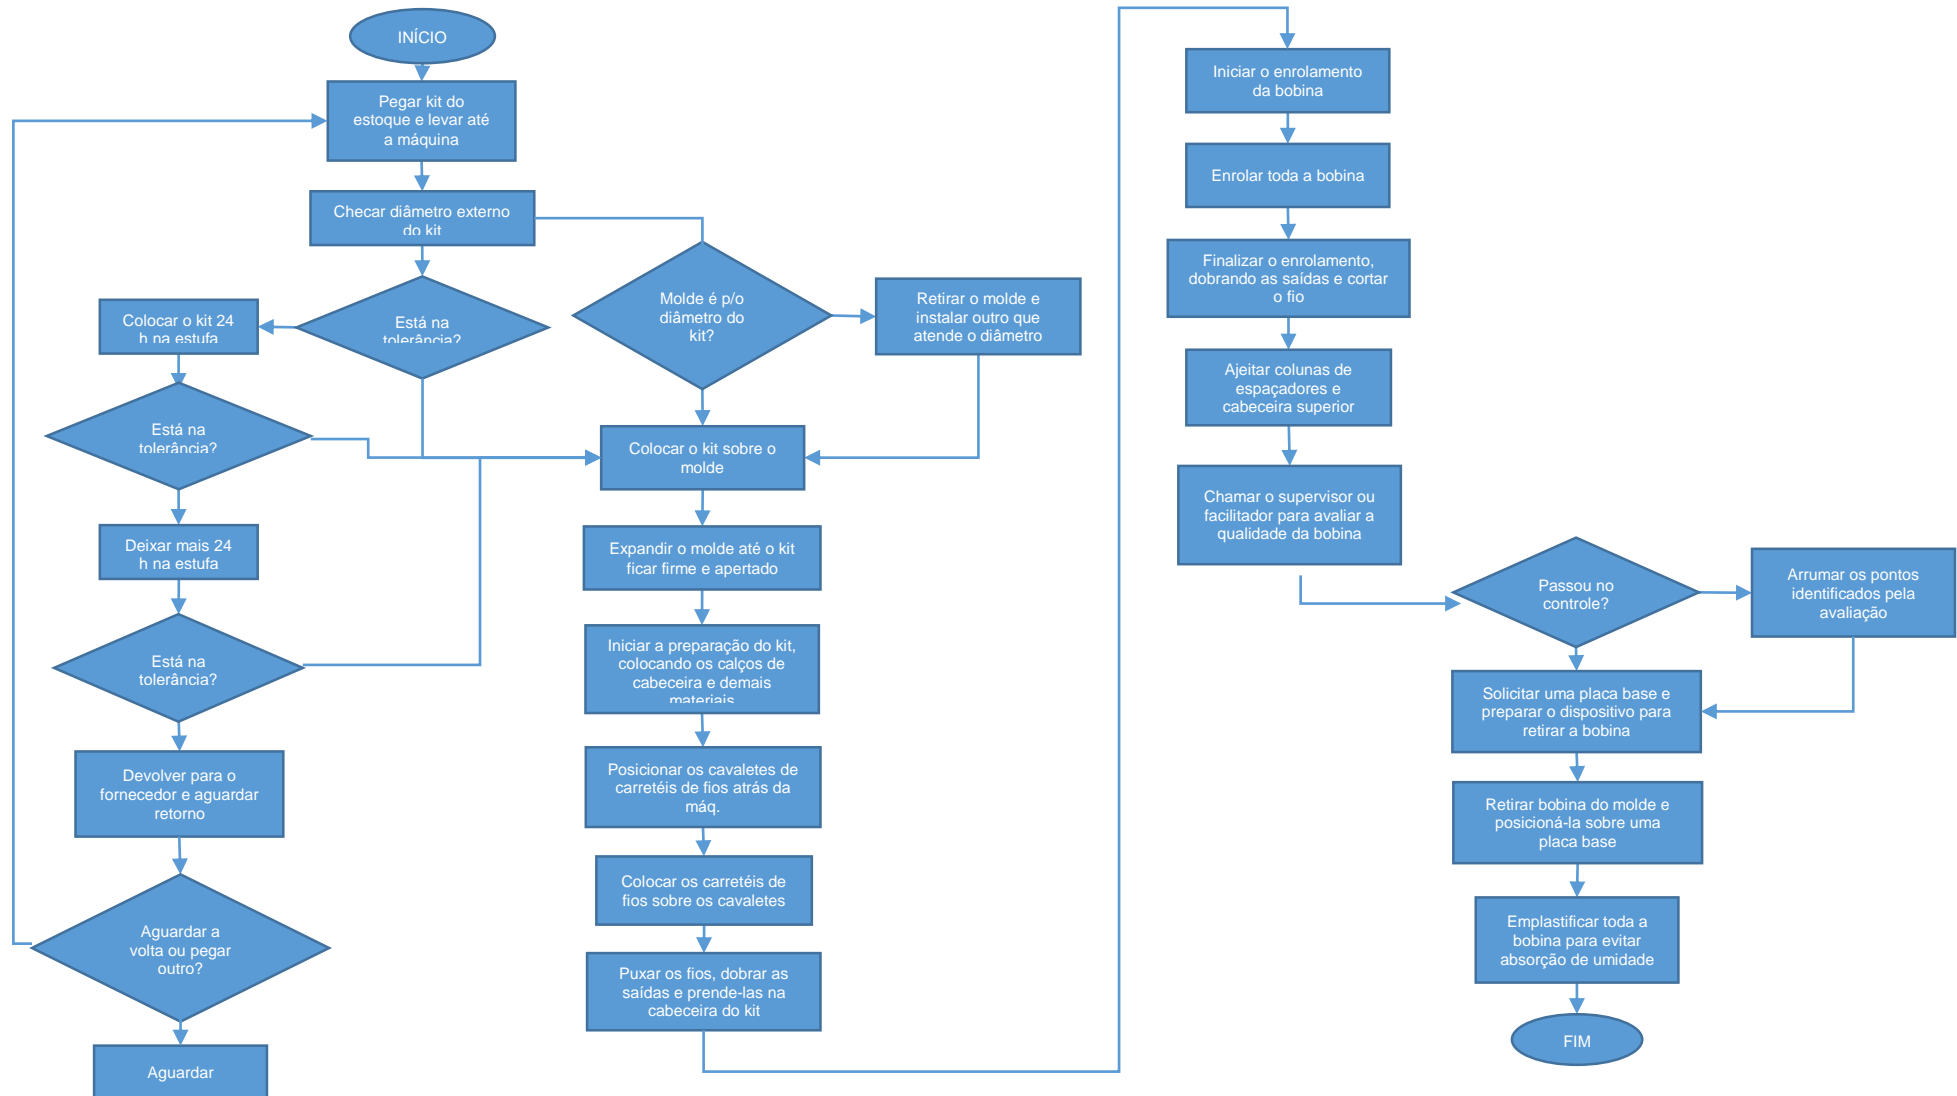 INÍCIO
Pegar kit do
estoque e levar até
a máquina
Checar diâmetro externo
do kit
Está na
tolerância?
Colocar o kit 24
h na estufa
Está na
tolerância?
Deixar mais 24
h na estufa
Está na
tolerância?
Devolver para o
fornecedor e aguardar
retorno
Aguardar a
volta ou pegar
outro?
Aguardar
Molde é p/o
diâmetro do
kit?
Retirar o molde e
instalar outro que
atende o diâmetro
Colocar o kit sobre o
molde
Expandir o molde até o kit
ficar firme e apertado
Iniciar a preparação do kit,
colocando os calços de
cabeceira e demais
materiais
Posicionar os cavaletes de
carretéis de fios atrás da
máq.
Colocar os carretéis de
fios sobre os cavaletes
Puxar os fios, dobrar as
saídas e prende-las na
cabeceira do kit
Iniciar o enrolamento
da bobina
Enrolar toda a bobina
Finalizar o enrolamento,
dobrando as saídas e cortar
o fio
Ajeitar colunas de
espaçadores e
cabeceira superior
Chamar o supervisor ou
facilitador para avaliar a
qualidade da bobina
Passou no
controle?
Arrumar os pontos
identificados pela
avaliação
Solicitar uma placa base e
preparar o dispositivo para
retirar a bobina
Retirar bobina do molde e
posicioná-la sobre uma
placa base
Emplastificar toda a
bobina para evitar
absorção de umidade
FIM